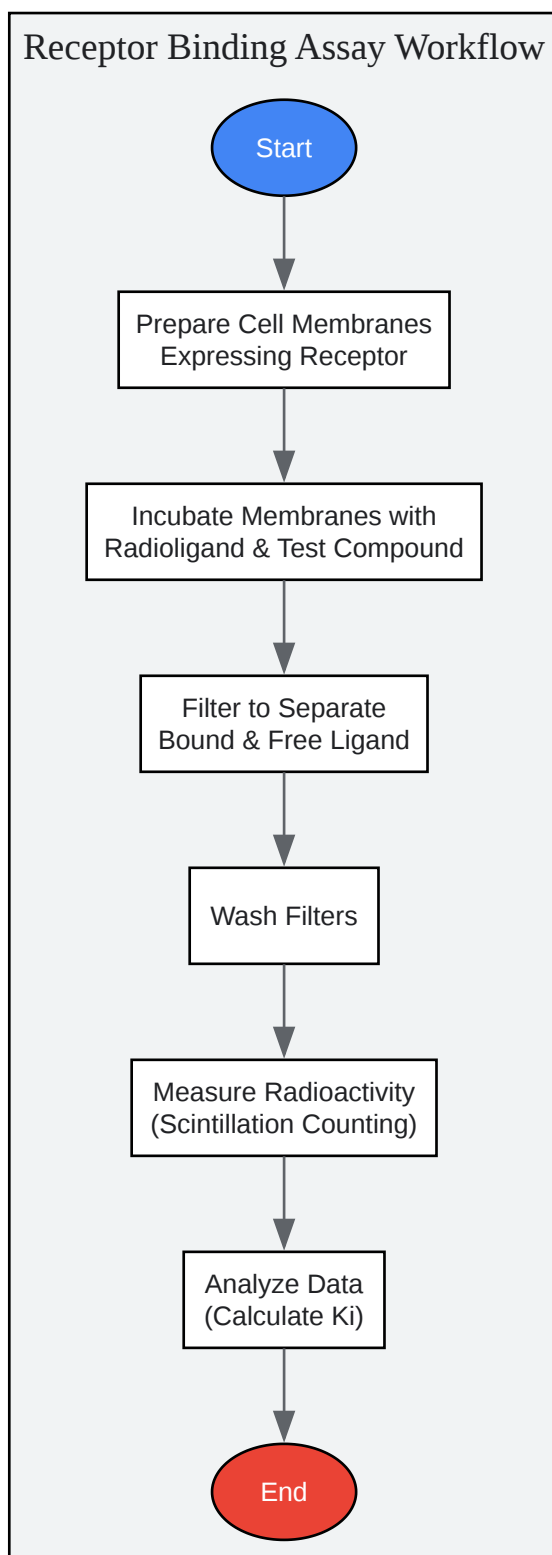 Receptor Binding Assay Workflow
Start
Prepare Cell Membranes
Expressing Receptor
Incubate Membranes with
Radioligand & Test Compound
Filter to Separate
Bound & Free Ligand
Wash Filters
Measure Radioactivity
(Scintillation Counting)
Analyze Data
(Calculate Ki)
End